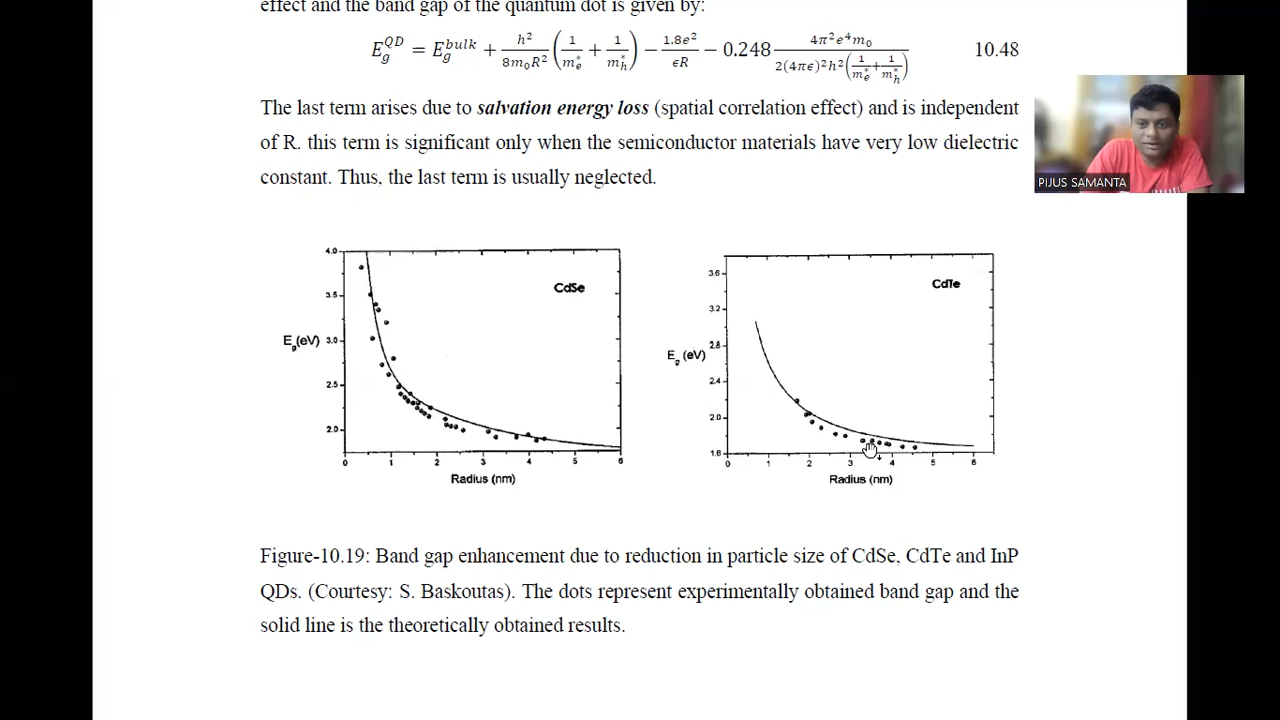 effect and the band gap of the quantum dot is given by:
E_g^{QD} = E_g^{bulk} + \frac{h^2}{8m_0R^2}\left(\frac{1}{m_e^*} + \frac{1}{m_h^*}\right) − \frac{1.8e^2}{ϵR} − 0.248 \frac{4π^2e^4m_0}{2(4πϵ)^2h^2\left(\frac{1}{m_e^*}+\frac{1}{m_h^*}\right)} 10.48
The last term arises due to salvation energy loss (spatial correlation effect) and is independent
of R. this term is significant only when the semiconductor materials have very low dielectric
constant. Thus, the last term is usually neglected.
PIJUS SAMANTA
4.0
3.5
3.0
2.5
2.0
E_g(eV)
CdSe
0 1 2 3 4 5 6
Radius (nm)
3.6
3.2
2.8
2.4
2.0
1.6
E_g (eV)
CdTe
0 1 2 3 4 5 6
Radius (nm)
Figure-10.19: Band gap enhancement due to reduction in particle size of CdSe, CdTe and InP
QDs. (Courtesy: S. Baskoutas). The dots represent experimentally obtained band gap and the
solid line is the theoretically obtained results.